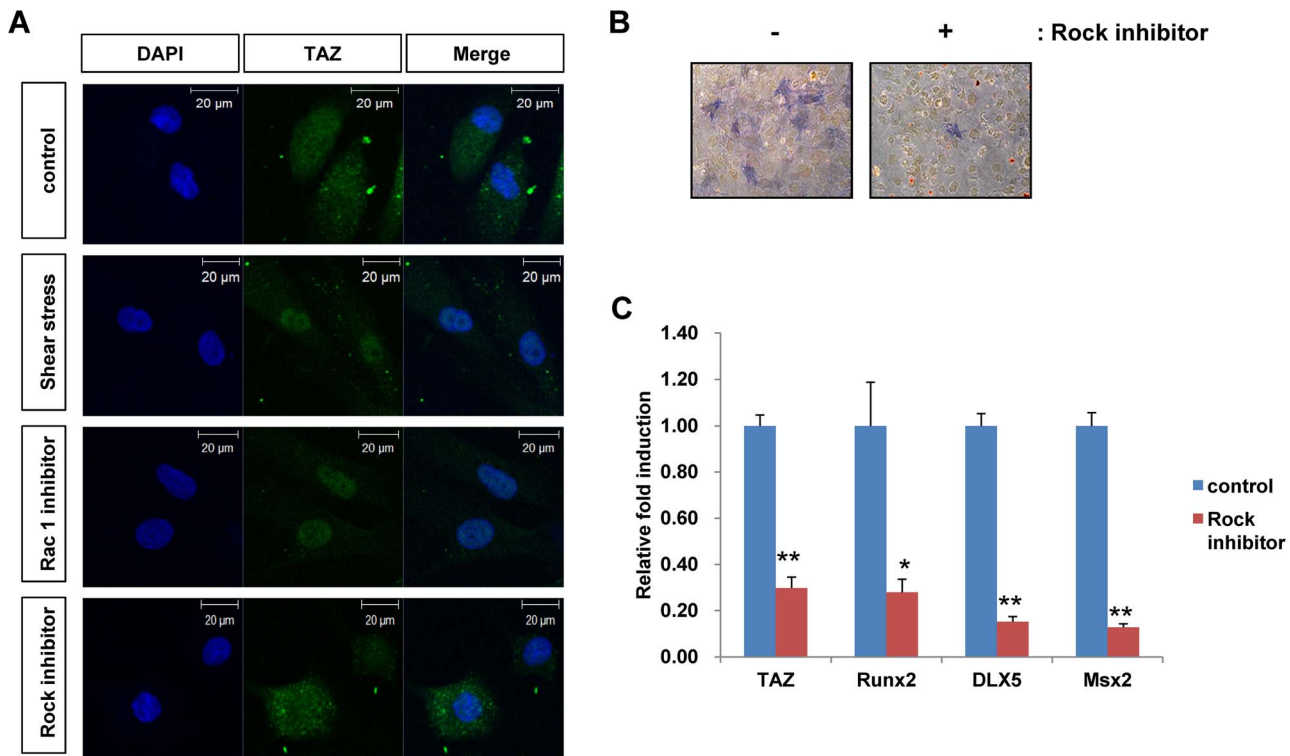 A
DAPI TAZ Merge
control
20 µm 20 µm 20 µm
Shear stress
20 µm 20 µm 20 µm
Rac 1 inhibitor
20 µm 20 µm 20 µm
Rock inhibitor
20 µm 20 µm 20 µm
B
- + : Rock inhibitor
C
Relative fold induction
1.40
1.20
1.00
0.80
0.60
0.40
0.20
0.00
** * ** **
TAZ Runx2 DLX5 Msx2
control
Rock
inhibitor